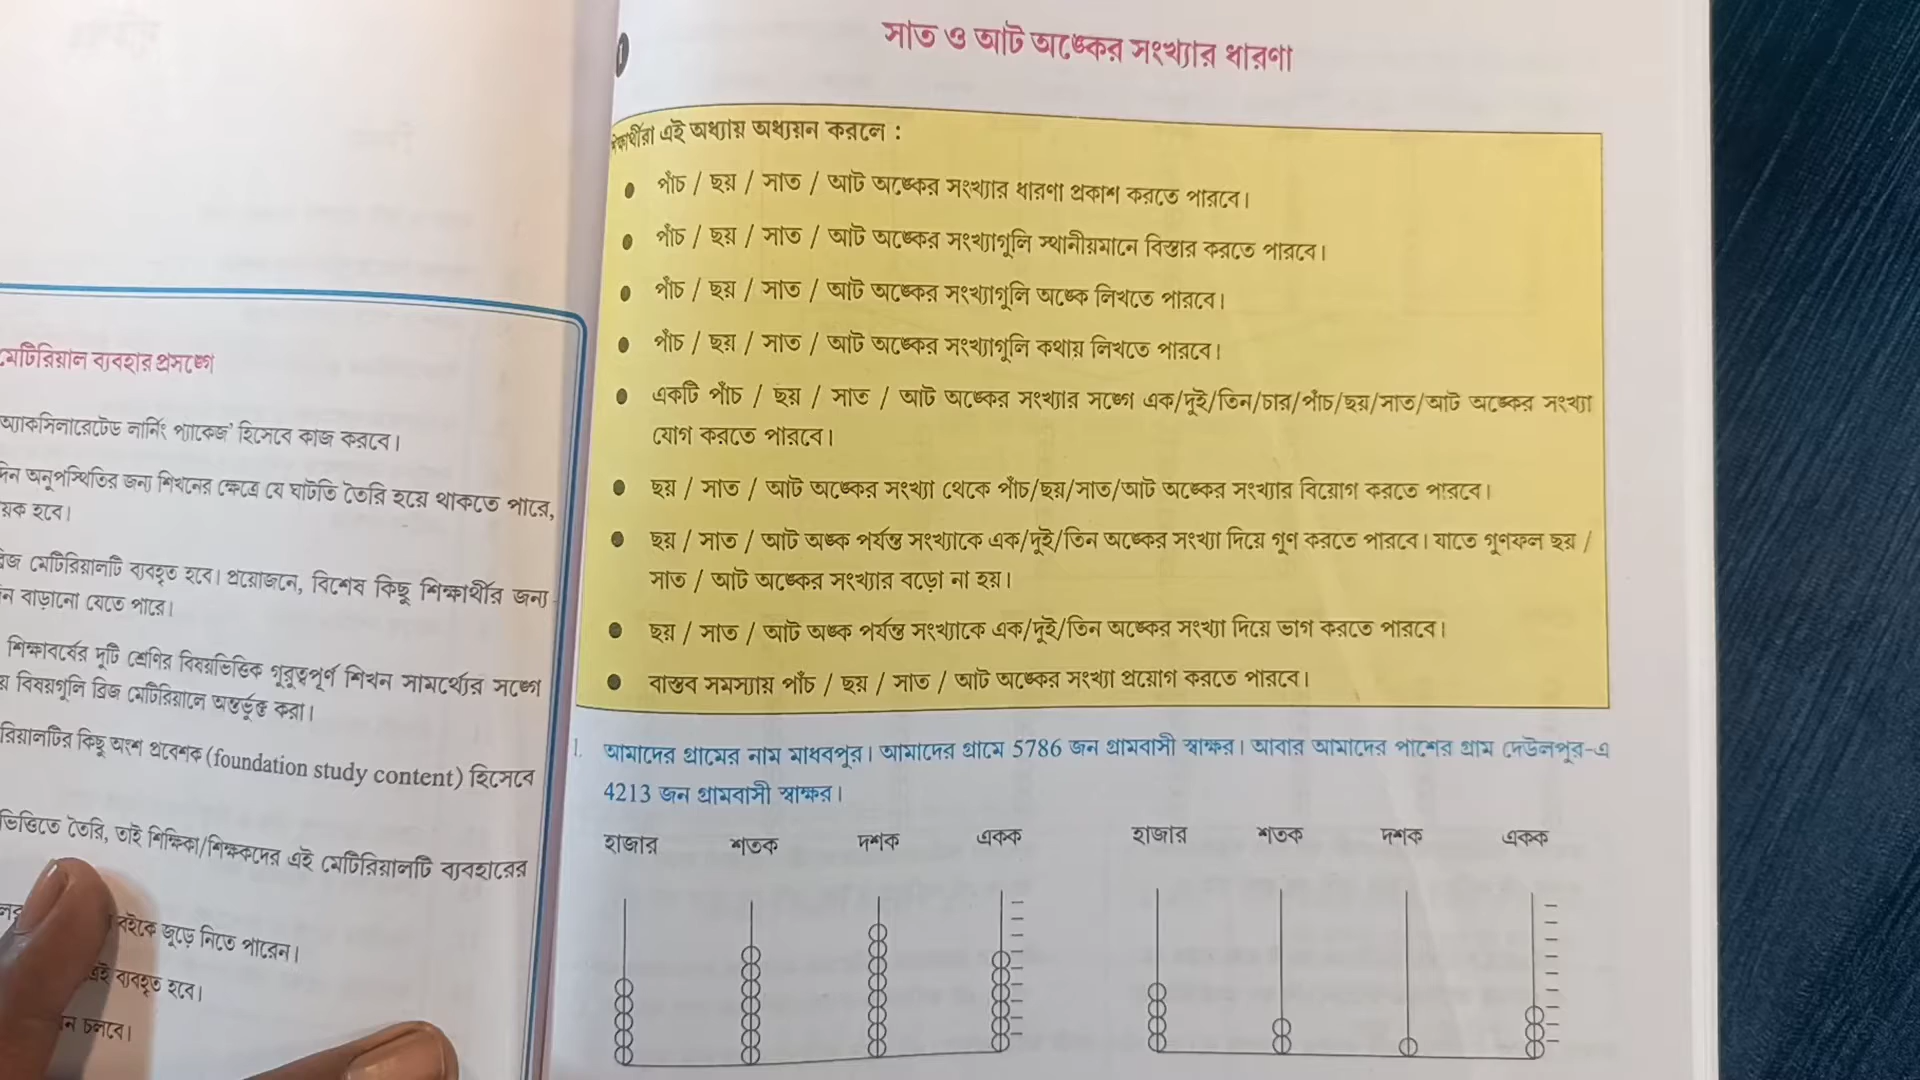 মেটিরিয়াল ব্যবহার প্রসঙ্গে
অ্যাকসিলারেটেড লার্নিং প্যাকেজ’ হিসেবে কাজ করবে।
দিন অনুপস্থিতির জন্য শিখনের ক্ষেত্রে যে ঘাটতি তৈরি হয়ে থাকতে পারে,
য়ক হবে।
ব্রিজ মেটিরিয়ালটি ব্যবহৃত হবে। প্রয়োজনে, বিশেষ কিছু শিক্ষার্থীর জন্য
ন বাড়ানো যেতে পারে।
শিক্ষাবর্ষের দুটি শ্রেণির বিষয়ভিত্তিক গুরুত্বপূর্ণ শিখন সামর্থ্যের সঙ্গে
য় বিষয়গুলি ব্রিজ মেটিরিয়ালে অন্তর্ভুক্ত করা।
রিয়ালটির কিছু অংশ প্রবেশক (foundation study content) হিসেবে
ভিত্তিতে তৈরি, তাই শিক্ষিকা/শিক্ষকদের এই মেটিরিয়ালটি ব্যবহারের
বইকে জুড়ে নিতে পারেন।
এই ব্যবহৃত হবে।
ন চলবে।
1
সাত ও আট অঙ্কের সংখ্যার ধারণা
শিক্ষার্থীরা এই অধ্যায় অধ্যয়ন করলে :
● পাঁচ / ছয় / সাত / আট অঙ্কের সংখ্যার ধারণা প্রকাশ করতে পারবে।
● পাঁচ / ছয় / সাত / আট অঙ্কের সংখ্যাগুলি স্থানীয়মানে বিস্তার করতে পারবে।
● পাঁচ / ছয় / সাত / আট অঙ্কের সংখ্যাগুলি অঙ্কে লিখতে পারবে।
● পাঁচ / ছয় / সাত / আট অঙ্কের সংখ্যাগুলি কথায় লিখতে পারবে।
● একটি পাঁচ / ছয় / সাত / আট অঙ্কের সংখ্যার সঙ্গে এক/দুই/তিন/চার/পাঁচ/ছয়/সাত/আট অঙ্কের সংখ্যা
যোগ করতে পারবে।
● ছয় / সাত / আট অঙ্কের সংখ্যা থেকে পাঁচ/ছয়/সাত/আট অঙ্কের সংখ্যার বিয়োগ করতে পারবে।
● ছয় / সাত / আট অঙ্ক পর্যন্ত সংখ্যাকে এক/দুই/তিন অঙ্কের সংখ্যা দিয়ে গুণ করতে পারবে। যাতে গুণফল ছয় /
সাত / আট অঙ্কের সংখ্যার বড়ো না হয়।
● ছয় / সাত / আট অঙ্ক পর্যন্ত সংখ্যাকে এক/দুই/তিন অঙ্কের সংখ্যা দিয়ে ভাগ করতে পারবে।
● বাস্তব সমস্যায় পাঁচ / ছয় / সাত / আট অঙ্কের সংখ্যা প্রয়োগ করতে পারবে।
1. আমাদের গ্রামের নাম মাধবপুর। আমাদের গ্রামে 5786 জন গ্রামবাসী স্বাক্ষর। আবার আমাদের পাশের গ্রাম দেউলপুর-এ
4213 জন গ্রামবাসী স্বাক্ষর।
হাজার শতক দশক একক হাজার শতক দশক একক